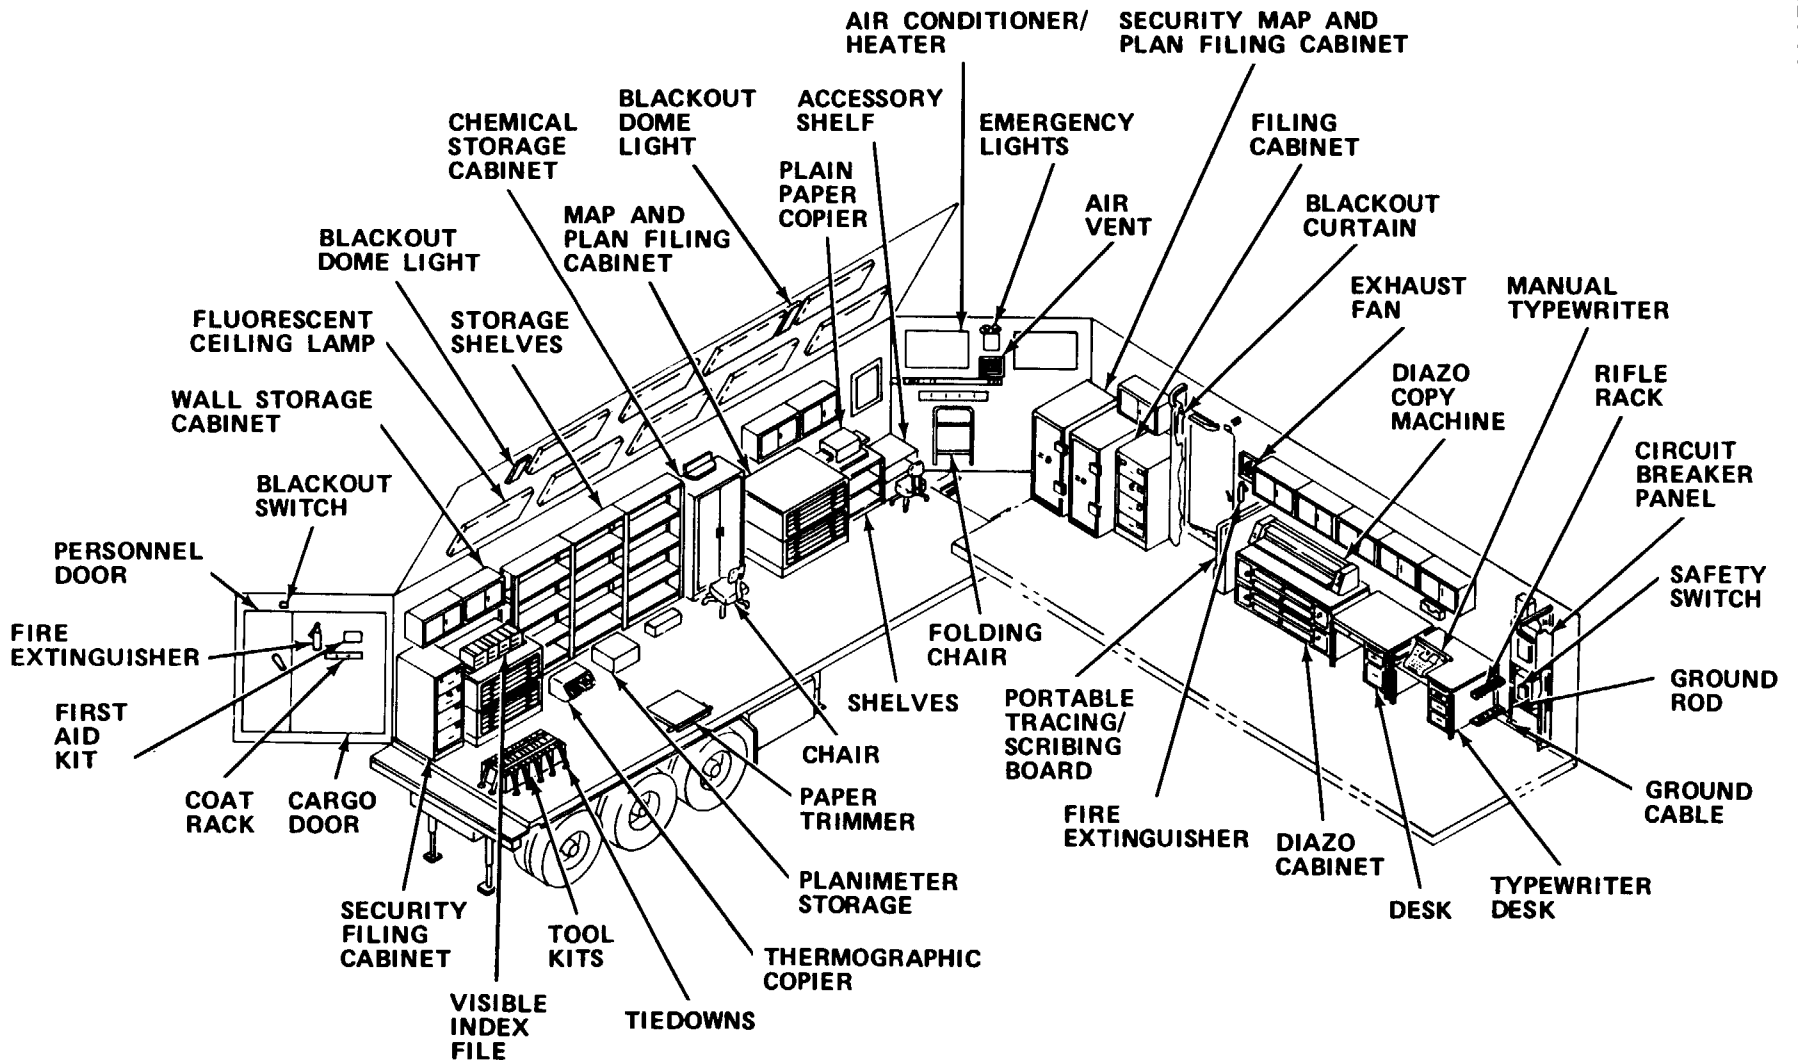 AIR CONDITIONER/
HEATER
SECURITY MAP AND
PLAN FILING CABINET
BLACKOUT
DOME
LIGHT
ACCESSORY
SHELF
CHEMICAL
STORAGE
CABINET
EMERGENCY
LIGHTS
FILING
CABINET
PLAIN
PAPER
COPIER
MAP AND
PLAN FILING
CABINET
AIR
VENT
BLACKOUT
CURTAIN
BLACKOUT
DOME LIGHT
EXHAUST
FAN
MANUAL
TYPEWRITER
FLUORESCENT
CEILING LAMP
STORAGE
SHELVES
DIAZO
COPY
MACHINE
RIFLE
RACK
WALL STORAGE
CABINET
CIRCUIT
BREAKER
PANEL
BLACKOUT
SWITCH
PERSONNEL
DOOR
SAFETY
SWITCH
FIRE
EXTINGUISHER
FOLDING
CHAIR
GROUND
ROD
SHELVES
PORTABLE
TRACING/
SCRIBING
BOARD
FIRST
AID
KIT
CHAIR
COAT
RACK
CARGO
DOOR
PAPER
TRIMMER
GROUND
CABLE
FIRE
EXTINGUISHER
DIAZO
CABINET
PLANIMETER
STORAGE
DESK
TYPEWRITER
DESK
SECURITY
FILING
CABINET
TOOL
KITS
THERMOGRAPHIC
COPIER
VISIBLE
INDEX
FILE
TIEDOWNS